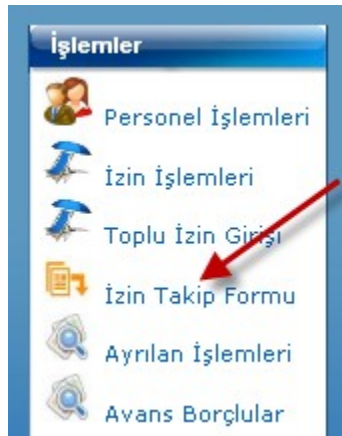 İşlemler
Personel İşlemleri
İzin İşlemleri
Toplu İzin Girişi
İzin Takip Formu
Ayrılan İşlemleri
Avans Borçlular